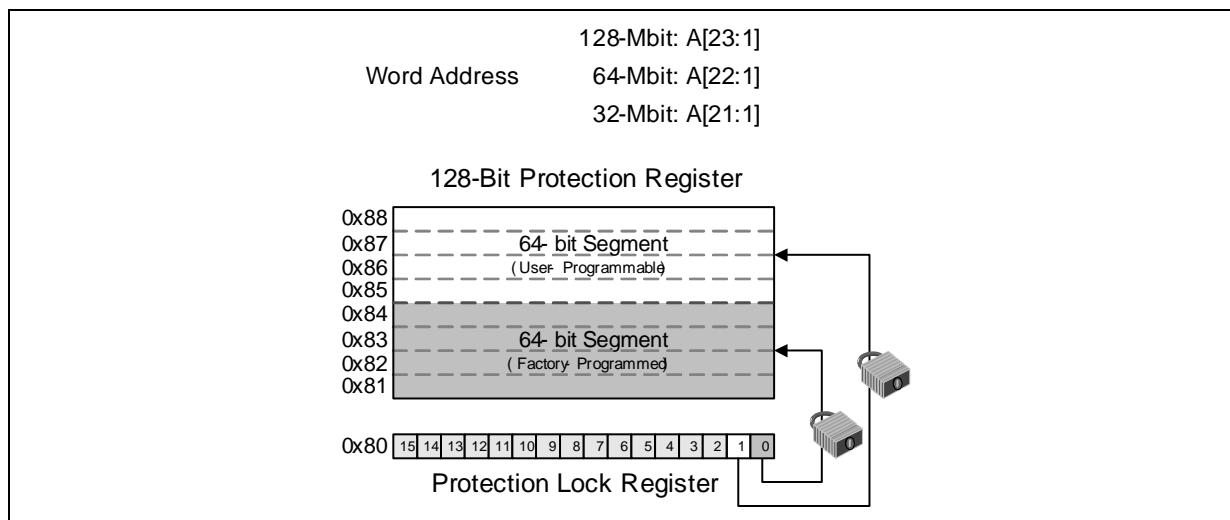 128-Mbit: A[23:1]
Word Address 64-Mbit: A[22:1]
32-Mbit: A[21:1]
128-Bit Protection Register
0x88
0x87 64- bit Segment
0x86 (User- Programmable)
0x85
0x84
0x83 64- bit Segment
0x82 (Factory- Programmed)
0x81
0x80 15 14 13 12 11 10 9 8 7 6 5 4 3 2 1 0
Protection Lock Register